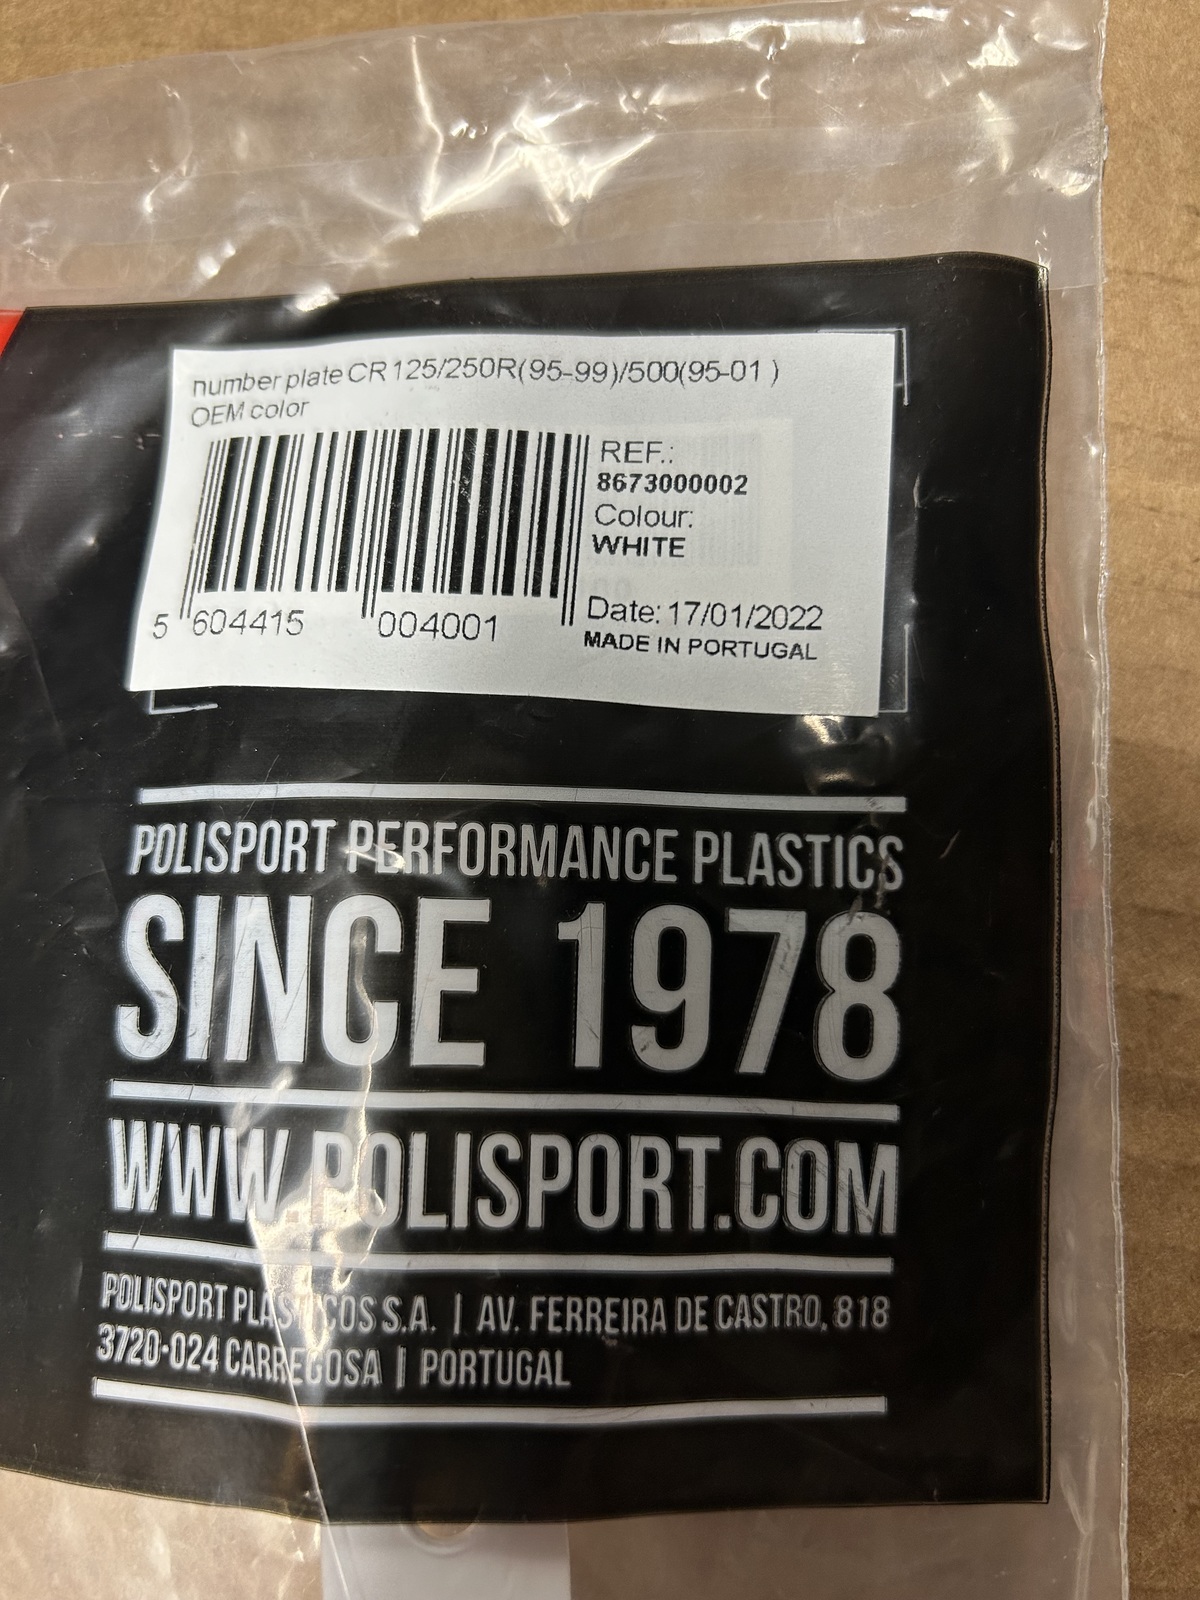 number plate CR 125/250R(95-99)/500(95-01 )
OEM color
REF.:
8673000002
Colour:
WHITE
5 604415 004001
Date: 17/01/2022
MADE IN PORTUGAL
POLISPORT PERFORMANCE PLASTICS
SINCE 1978
WWW.POLISPORT.COM
POLISPORT PLÁSTICOS S.A. | AV. FERREIRA DE CASTRO, 818
3720-024 CARREGOSA | PORTUGAL